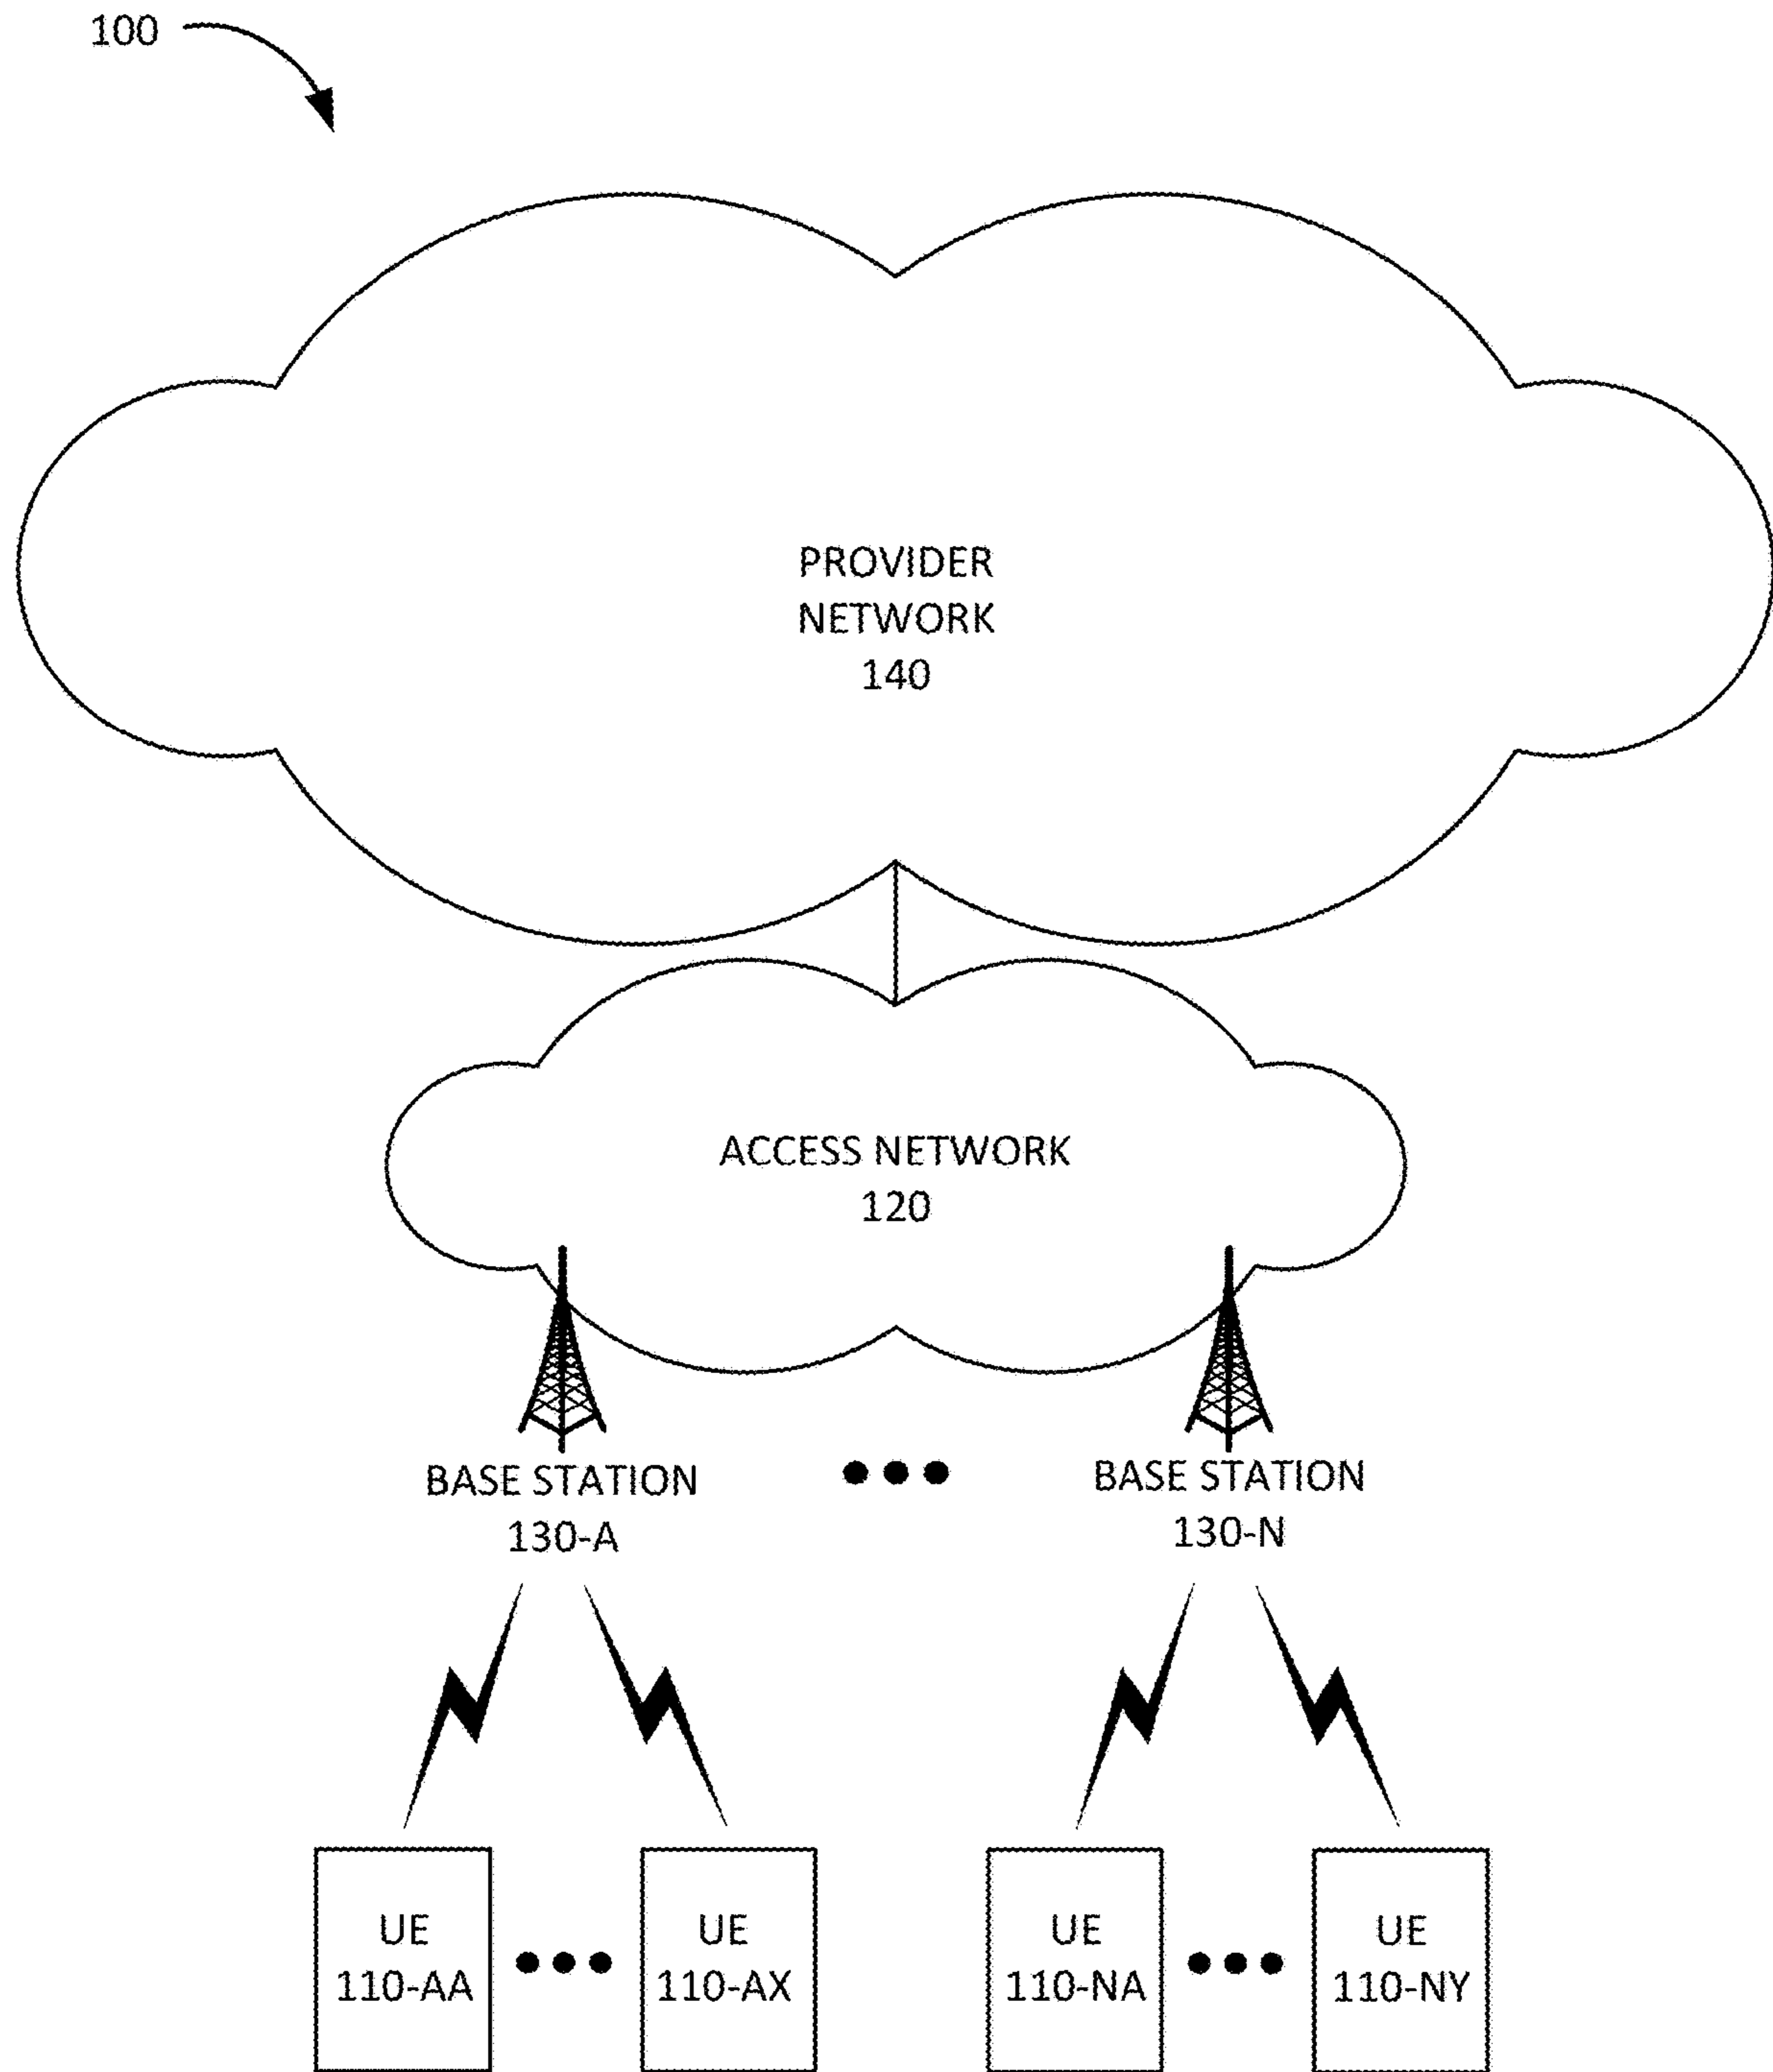 100
PROVIDER
NETWORK
140
ACCESS NETWORK
120
BASE STATION
130-A
BASE STATION
130-N
UE
110-AA
UE
110-AX
UE
110-NA
UE
110-NY